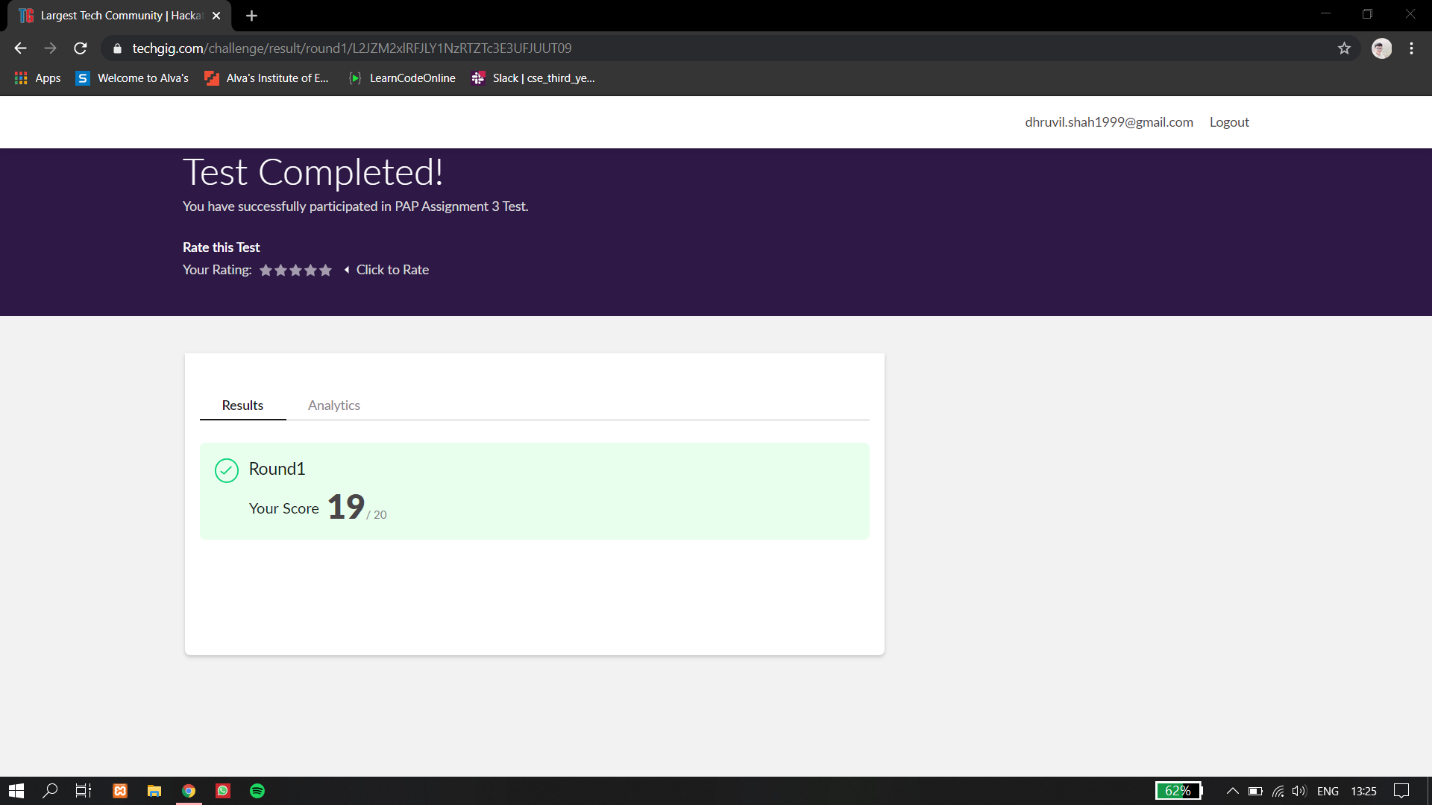 Largest Tech Community | Hacka
techgig.com/challenge/result/round1/L2JZM2xlRFJLY1NzRTZTc3E3UFJUUT09
Apps Welcome to Alva's Alva's Institute of E... LearnCodeOnline Slack | cse_third_ye...
dhruvil.shah1999@gmail.com Logout
Test Completed!
You have successfully participated in PAP Assignment 3 Test.
Rate this Test
Your Rating: Click to Rate
Results Analytics
Round1
Your Score 19 / 20
62% ENG 13:25